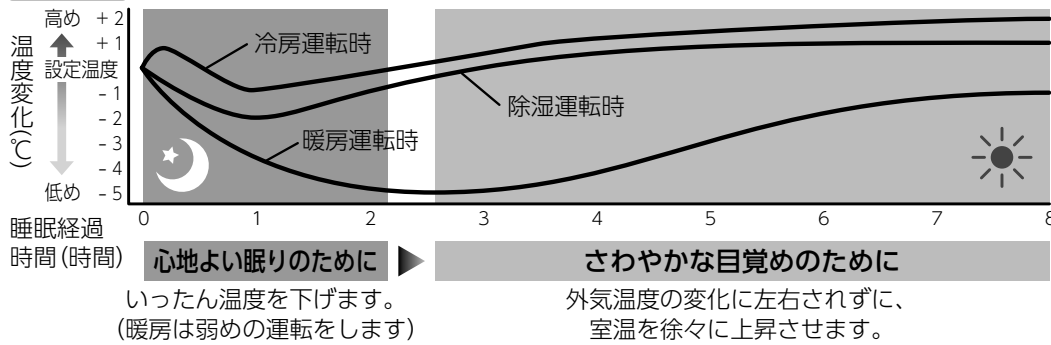 温度変化(℃)
高め
設定温度
低め
+2
+1
-1
-2
-3
-4
-5
冷房運転時
除湿運転時
暖房運転時
睡眠経過
時間(時間)
0 1 2 3 4 5 6 7 8
心地よい眠りのために
いったん温度を下げます。
(暖房は弱めの運転をします)
さわやかな目覚めのために
外気温度の変化に左右されずに、
室温を徐々に上昇させます。